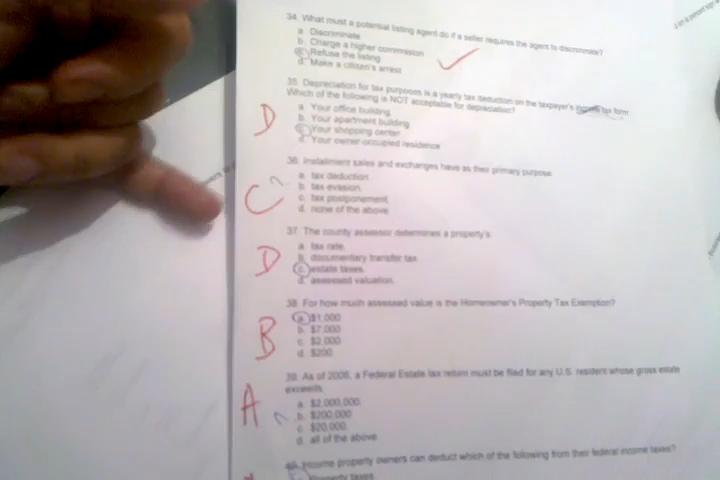 34. What must a potential listing agent do if a seller requires the agent to discriminate?
a. Discriminate
b. Charge a higher commission
c. Refuse the listing
d. Make a citizen's arrest
35. Depreciation for tax purposes is a yearly tax deduction on the taxpayer's income tax form
Which of the following is NOT acceptable for depreciation?
D
a. Your office building
b. Your apartment building
c. Your shopping center
d. Your owner-occupied residence
36. Installment sales and exchanges have as their primary purpose
C
?
a. tax deduction
b. tax evasion
c. tax postponement
d. none of the above
37. The county assessor determines a property's
D
a. tax rate.
b. documentary transfer tax
c. estate taxes.
d. assessed valuation.
38. For how much assessed value is the Homeowner's Property Tax Exemption?
B
a. $1,000
b. $7,000
c. $2,000
d. $200
39. As of 2006, a Federal Estate tax return must be filed for any U.S. resident whose gross estate
exceeds
A
?
a. $2,000,000.
b. $200,000
c. $20,000.
d. all of the above
40. Income property owners can deduct which of the following from their federal income taxes?
Property taxes